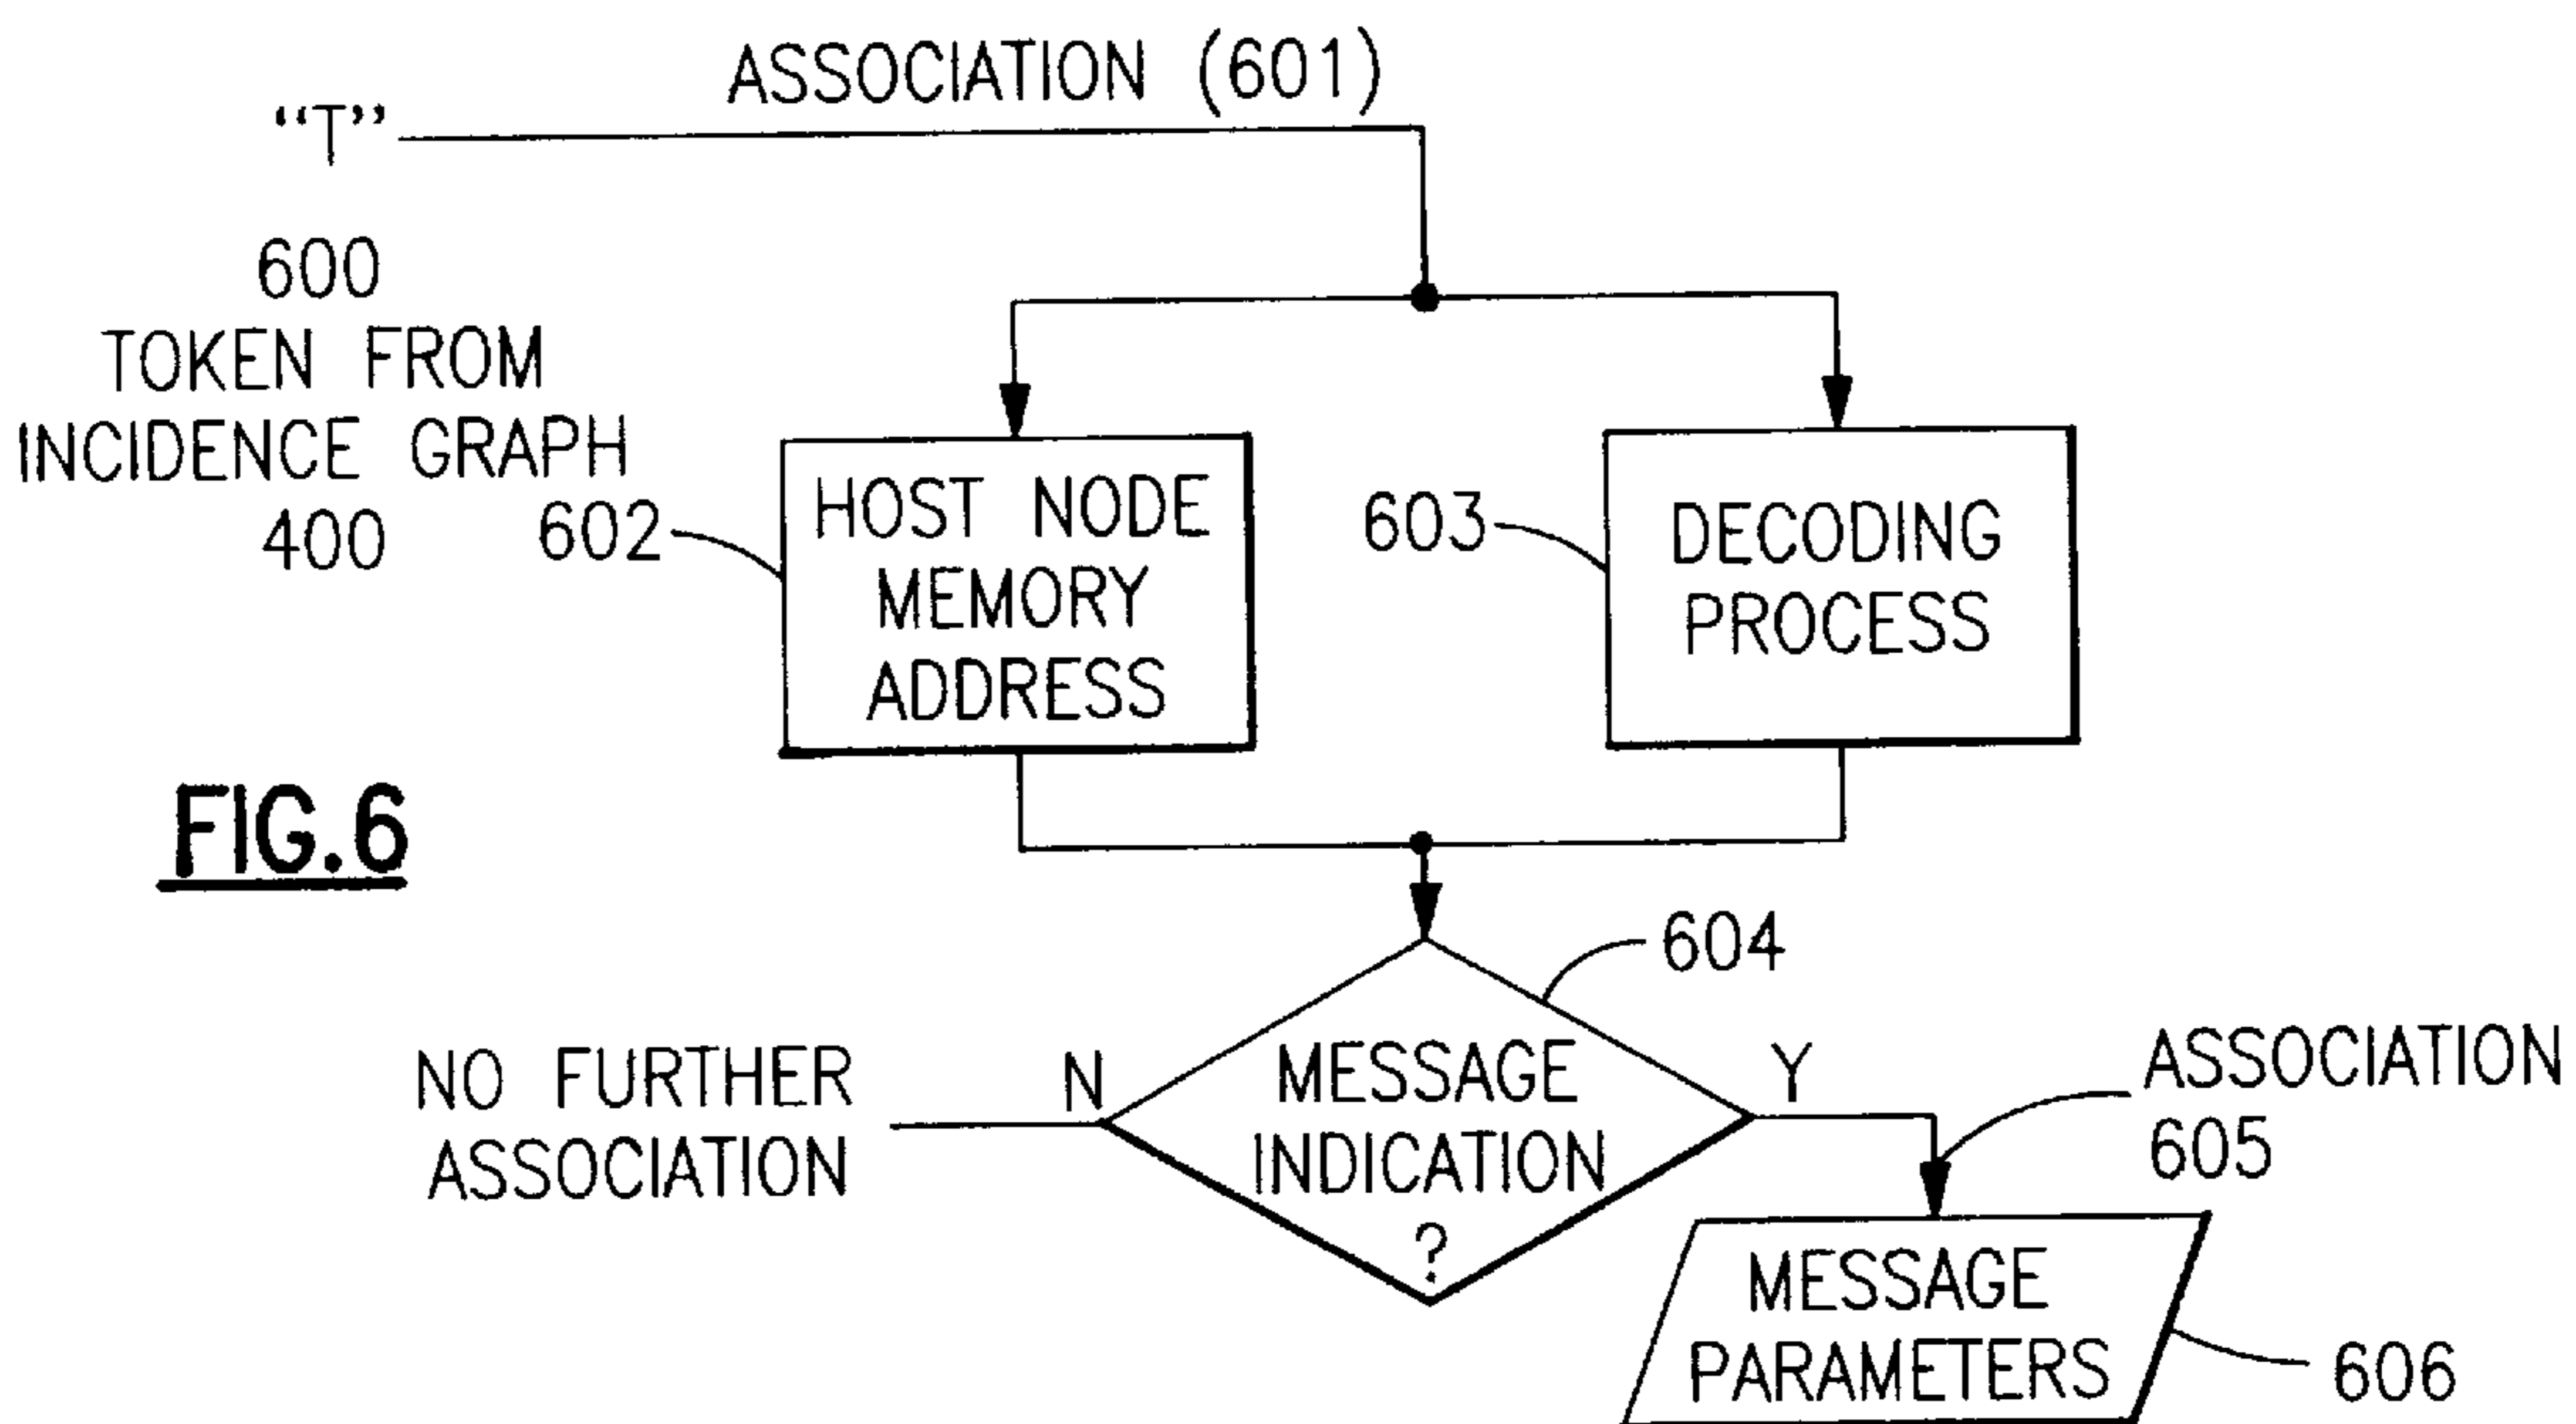 ASSOCIATION (601)
“T”
600
TOKEN FROM
INCIDENCE GRAPH
400
602
HOST NODE
MEMORY
ADDRESS
603
DECODING
PROCESS
FIG.6
604
NO FURTHER
ASSOCIATION
N
MESSAGE
INDICATION
?
Y
ASSOCIATION
605
MESSAGE
PARAMETERS
606